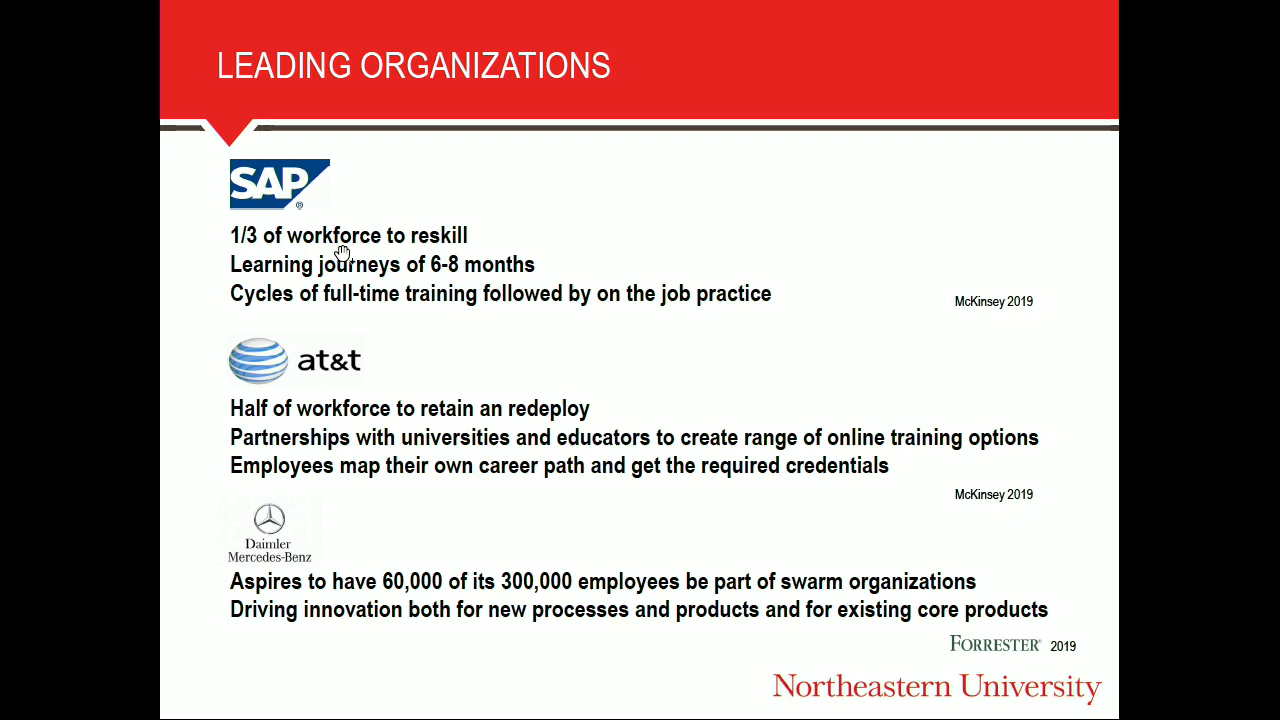 LEADING ORGANIZATIONS
SAP
®
1/3 of workforce to reskill
Learning journeys of 6-8 months
Cycles of full-time training followed by on the job practice
McKinsey 2019
at&t
Half of workforce to retain an redeploy
Partnerships with universities and educators to create range of online training options
Employees map their own career path and get the required credentials
McKinsey 2019
Daimler
Mercedes-Benz
Aspires to have 60,000 of its 300,000 employees be part of swarm organizations
Driving innovation both for new processes and products and for existing core products
FORRESTER® 2019
Northeastern University